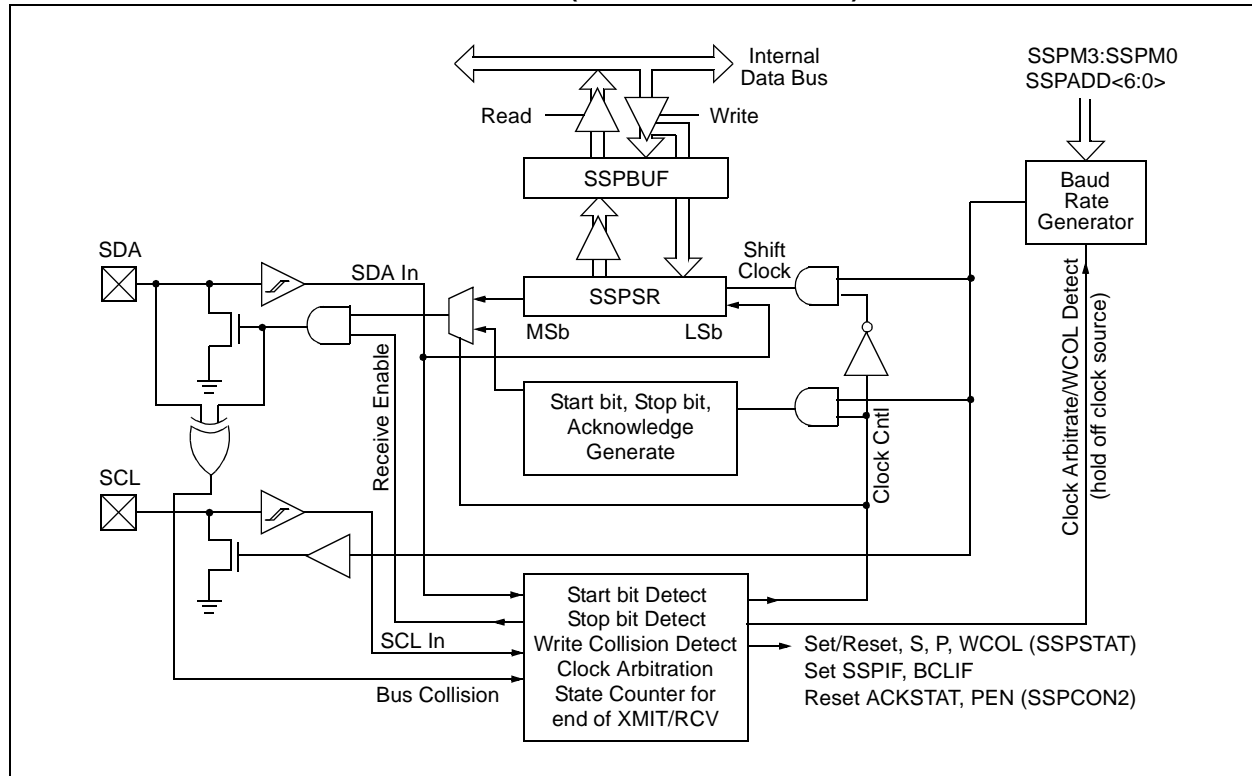 Internal
Data Bus
SSPM3:SSPM0
SSPADD<6:0>
Read
Write
SSPBUF
Baud
Rate
Generator
SDA
SDA In
Shift
Clock
SSPSR
MSb
LSb
Start bit, Stop bit,
Acknowledge
Generate
Receive Enable
Clock Cntl
Clock Arbitrate/WCOL Detect
(hold off clock source)
SCL
SCL In
Bus Collision
Start bit Detect
Stop bit Detect
Write Collision Detect
Clock Arbitration
State Counter for
end of XMIT/RCV
Set/Reset, S, P, WCOL (SSPSTAT)
Set SSPIF, BCLIF
Reset ACKSTAT, PEN (SSPCON2)